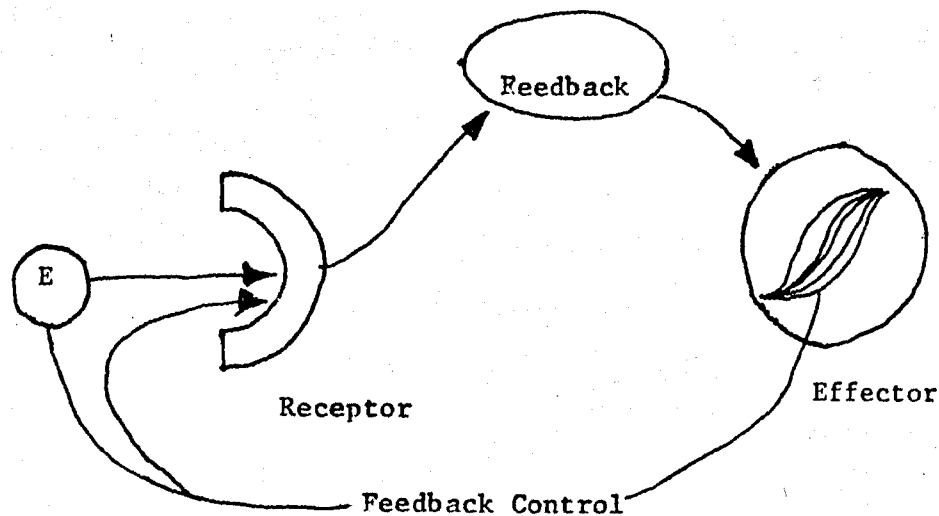 Feedback
E
Receptor
Effector
Feedback Control